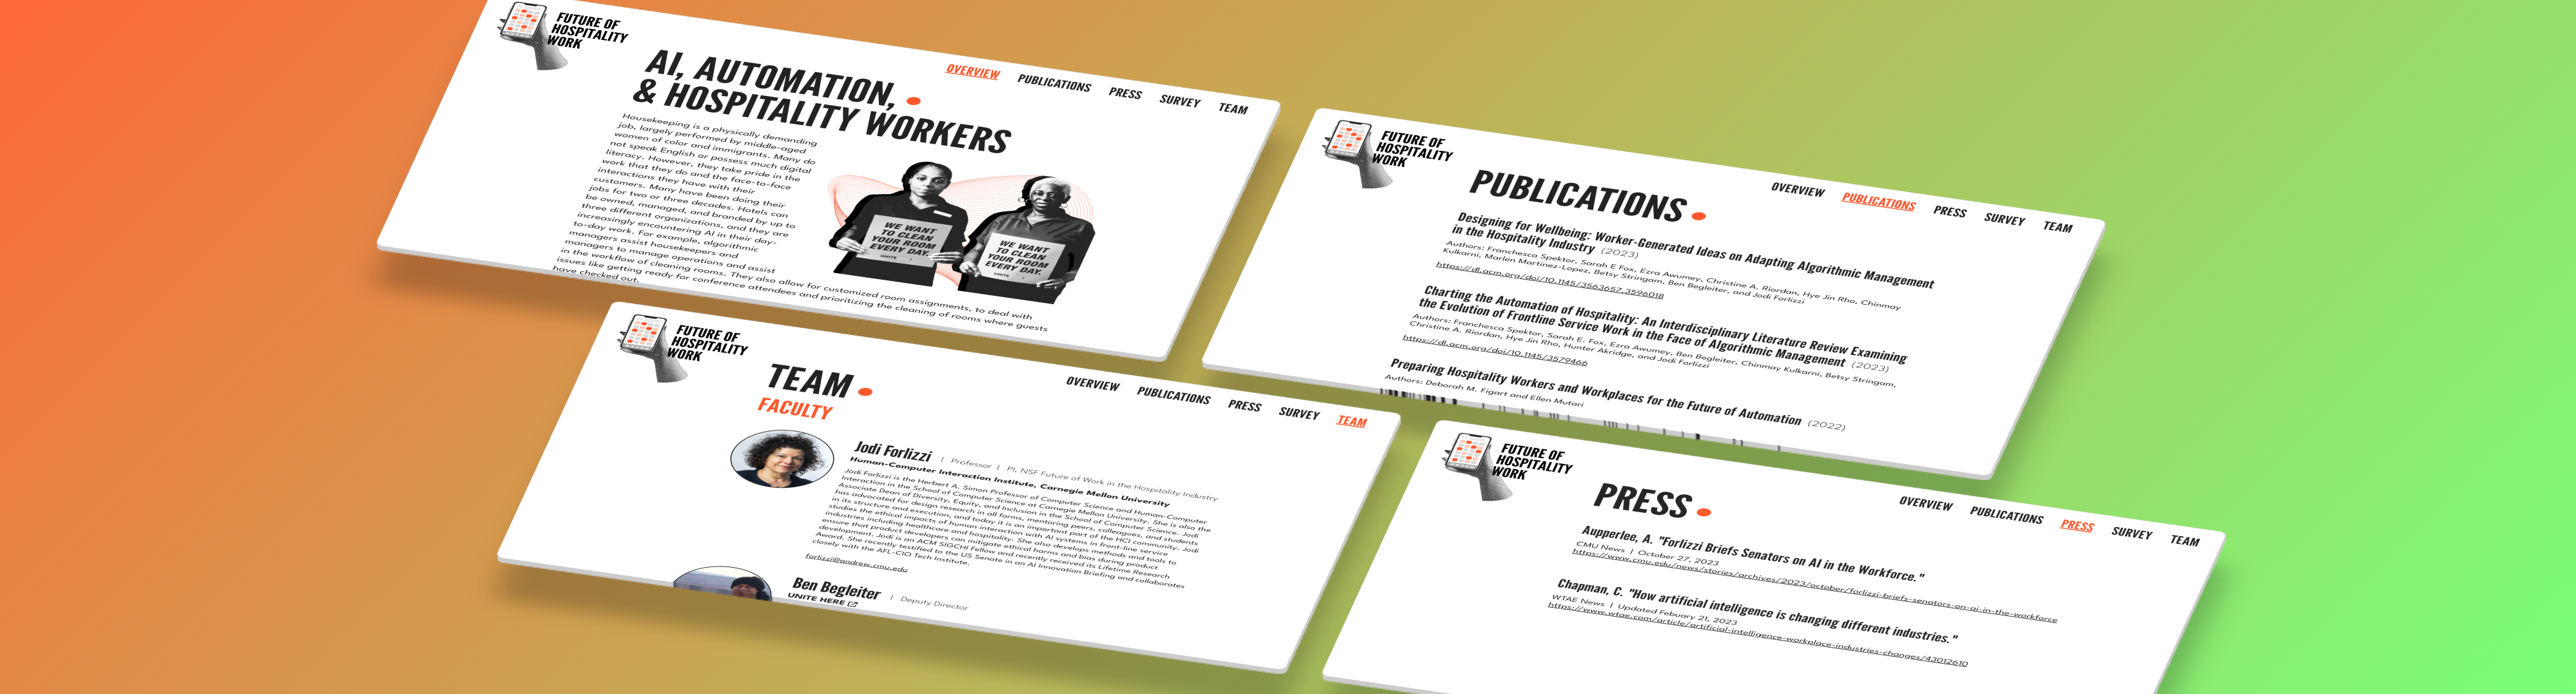 FUTURE OF
HOSPITALITY
WORK
OVERVIEW PUBLICATIONS PRESS SURVEY TEAM
AI, AUTOMATION,
& HOSPITALITY WORKERS
Housekeeping is a physically demanding
job, largely performed by middle-aged
women of color and immigrants. Many do
not speak English or possess much digital
literacy. However, they take pride in the
work that they do and the face-to-face
interactions they have with their
customers. Many have been doing their
jobs for two or three decades. Hotels can
be owned, managed, and branded by up to
three different organizations, and they are
increasingly encountering AI in their day-
to-day work. For example, algorithmic
managers assist housekeepers and
managers to manage operations and assist
in the workflow of cleaning rooms. They also allow for customized room assignments, to deal with
issues like getting ready for conference attendees and prioritizing the cleaning of rooms where guests
have checked out.
WE WANT
TO CLEAN
YOUR ROOM
EVERY DAY.
UNITE
WE WANT
TO CLEAN
YOUR ROOM
EVERY DAY.
UNITE
FUTURE OF
HOSPITALITY
WORK
OVERVIEW PUBLICATIONS PRESS SURVEY TEAM
PUBLICATIONS
Designing for Wellbeing: Worker-Generated Ideas on Adapting Algorithmic Management
in the Hospitality Industry (2023)
Authors: Franchesca Spektor, Sarah E Fox, Ezra Awumey, Christine A. Riordan, Hye Jin Rho, Chinmay
Kulkarni, Marlen Martinez-Lopez, Betsy Stringam, Ben Begleiter, and Jodi Forlizzi
https://dl.acm.org/doi/10.1145/3563657.3596018
Charting the Automation of Hospitality: An Interdisciplinary Literature Review Examining
the Evolution of Frontline Service Work in the Face of Algorithmic Management (2023)
Authors: Franchesca Spektor, Sarah E. Fox, Ezra Awumey, Ben Begleiter, Chinmay Kulkarni, Betsy Stringam,
Christine A. Riordan, Hye Jin Rho, Hunter Akridge, and Jodi Forlizzi
https://dl.acm.org/doi/10.1145/3579466
Preparing Hospitality Workers and Workplaces for the Future of Automation (2022)
Authors: Deborah M. Figart and Ellen Mutari
FUTURE OF
HOSPITALITY
WORK
OVERVIEW PUBLICATIONS PRESS SURVEY TEAM
TEAM
FACULTY
Jodi Forlizzi | Professor | PI, NSF Future of Work in the Hospitality Industry
Human-Computer Interaction Institute, Carnegie Mellon University
Jodi Forlizzi is the Herbert A. Simon Professor of Computer Science and Human-Computer
Interaction in the School of Computer Science at Carnegie Mellon University. She is also the
Associate Dean of Diversity, Equity, and Inclusion in the School of Computer Science. Jodi
has advocated for design research in all forms, mentoring peers, colleagues, and students
in its structure and execution, and today it is an important part of the HCI community. Jodi
studies the ethical impacts of human interaction with AI systems in front-line service
industries including healthcare and hospitality. She also develops methods and tools to
ensure that product developers can mitigate ethical harms and bias during product
development. Jodi is an ACM SIGCHI Fellow and recently received its Lifetime Research
Award. She recently testified to the US Senate in an AI Innovation Briefing and collaborates
closely with the AFL-CIO Tech Institute.
forlizzi@andrew.cmu.edu
Ben Begleiter | Deputy Director
UNITE HERE
FUTURE OF
HOSPITALITY
WORK
OVERVIEW PUBLICATIONS PRESS SURVEY TEAM
PRESS
Aupperlee, A. "Forlizzi Briefs Senators on AI in the Workforce."
CMU News | October 27, 2023
https://www.cmu.edu/news/stories/archives/2023/october/forlizzi-briefs-senators-on-ai-in-the-workforce
Chapman, C. "How artificial intelligence is changing different industries."
WTAE News | Updated Febuary 21, 2023
https://www.wtae.com/article/artificial-intelligence-workplace-industries-changes/43012610